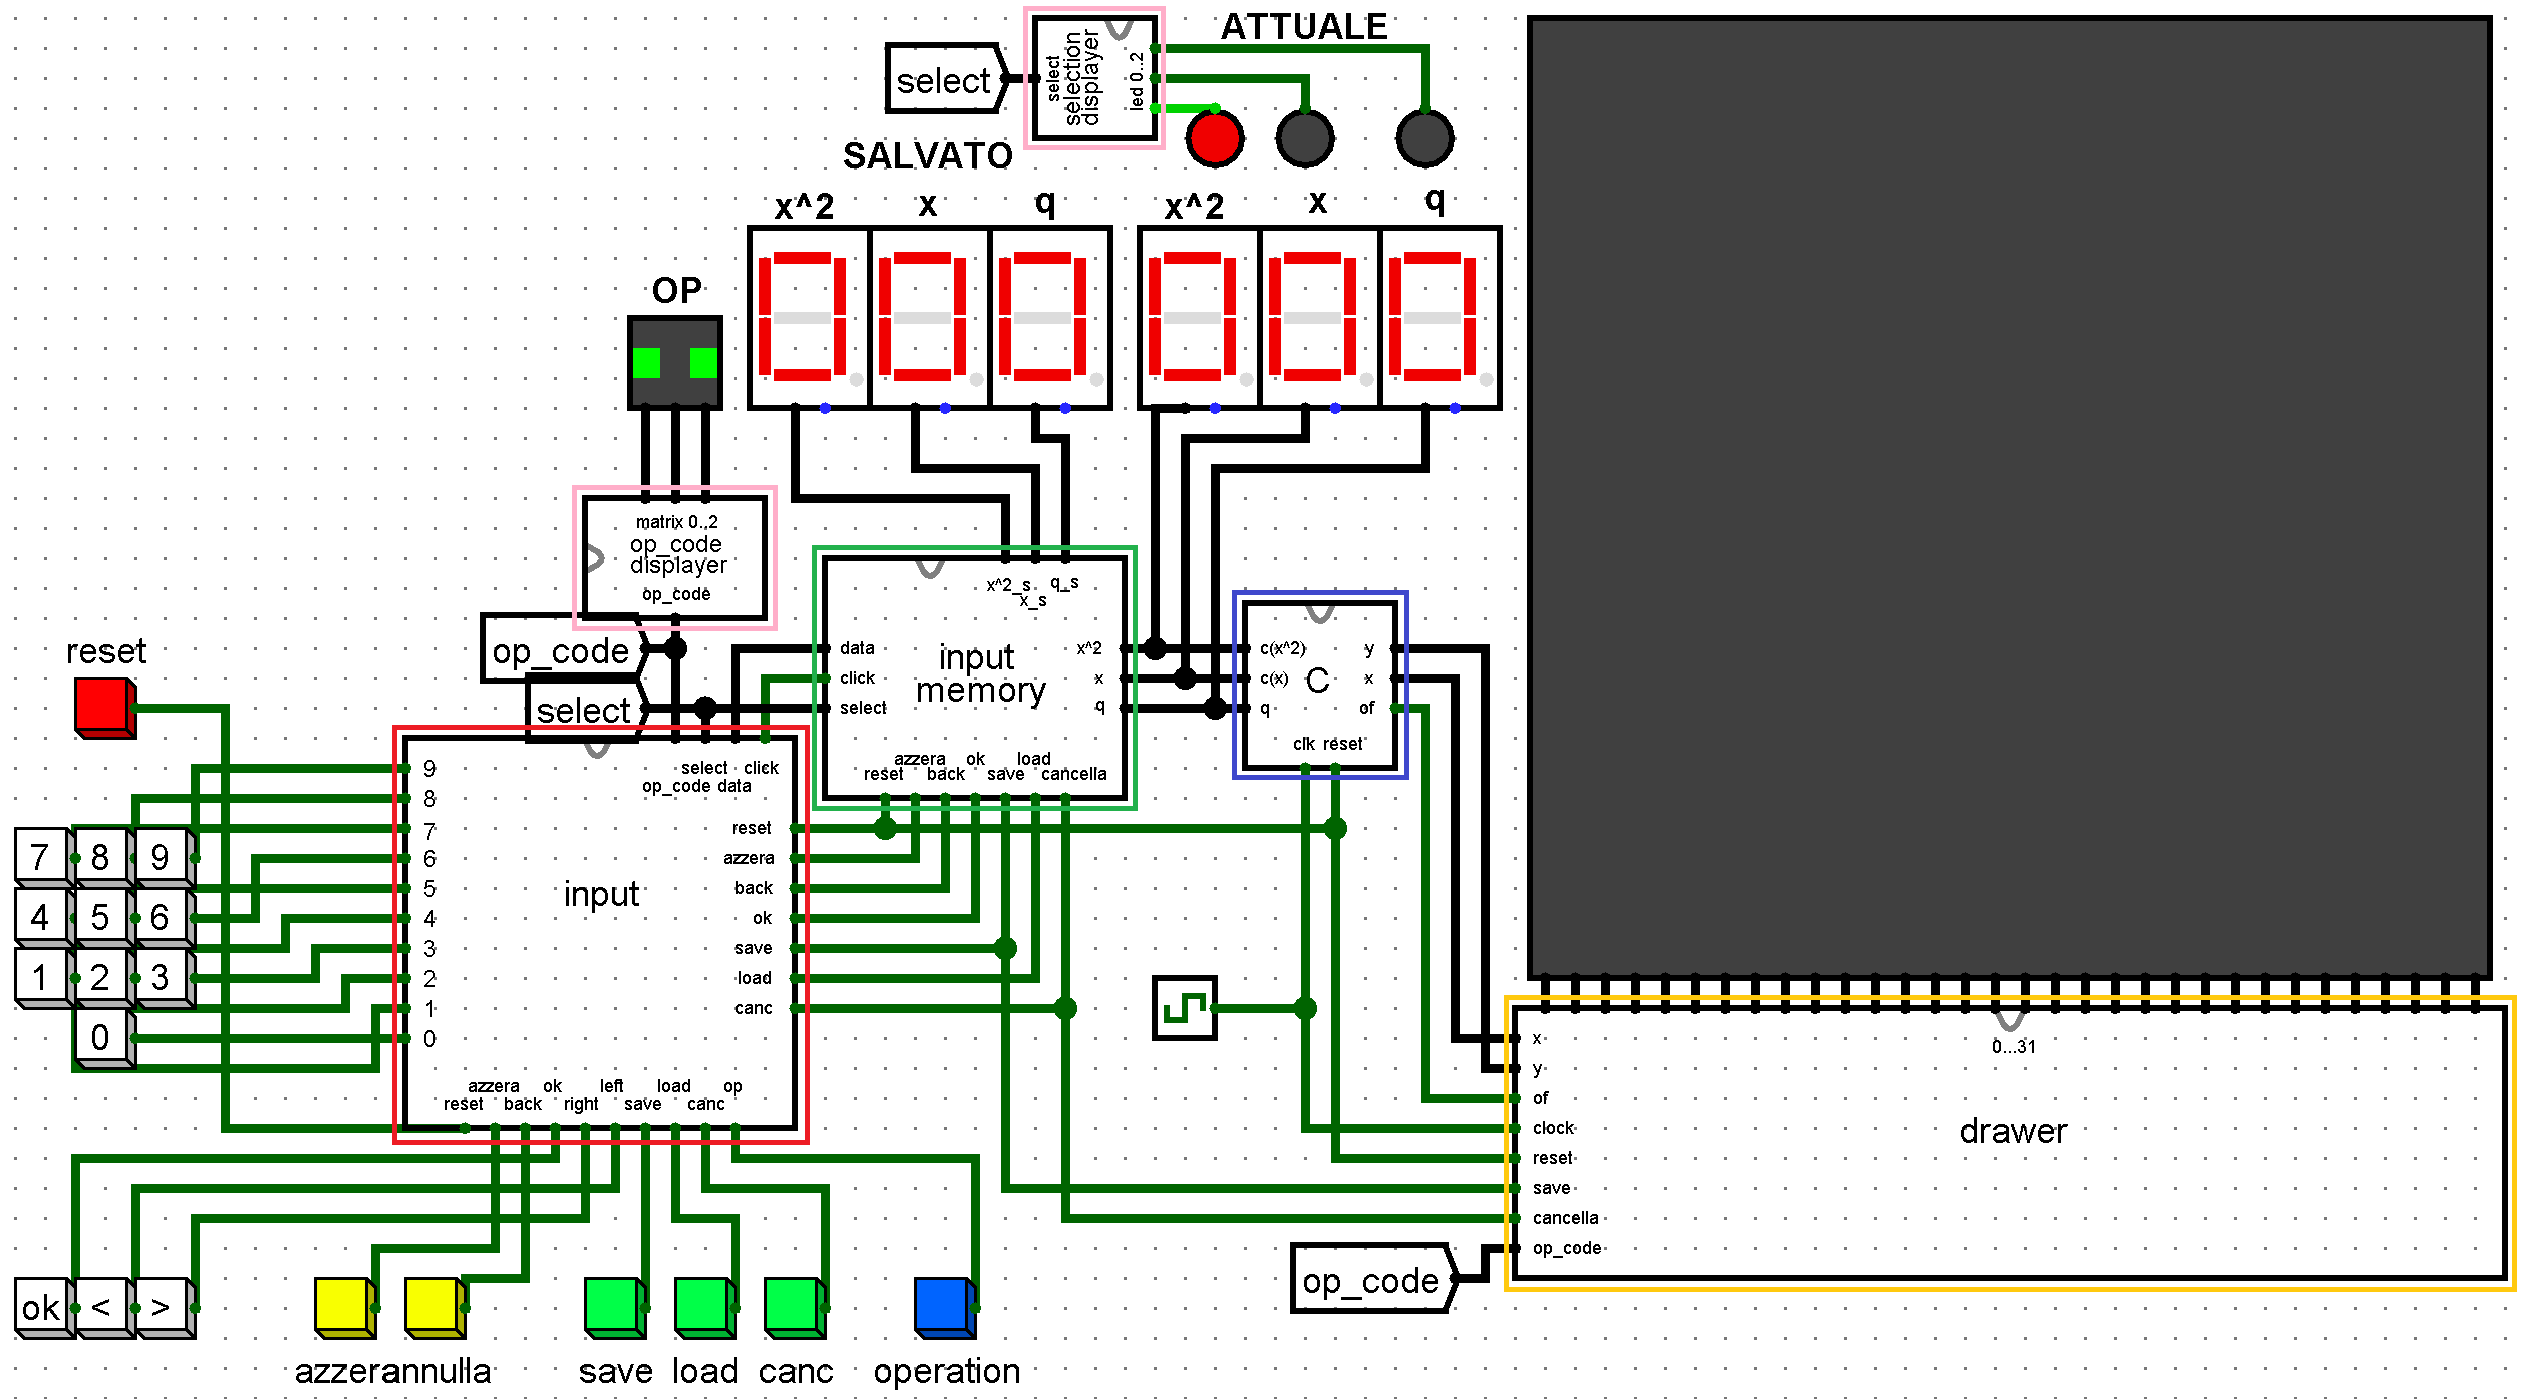 ATTUALE
select
select
selection
displayer
led 0..2
SALVATO
x^2
x
q
x^2
x
q
OP
matrix 0..2
op_code
displayer
op_code
x^2_s
q_s
x_s
op_code
select
data
click
select
input
memory
x^2
x
q
azzera
ok
load
reset
back
save
cancella
c(x^2)
c(x)
q
C
y
x
of
clk reset
reset
select click
op_code data
9
8
7
6
5
4
3
2
1
0
input
reset
azzera
back
ok
save
load
canc
azzera
ok
left
load
op
reset
back
right
save
canc
7
8
9
4
5
6
1
2
3
0
0...31
x
y
of
clock
reset
save
cancella
op_code
drawer
op_code
ok
<
>
azzerannulla
save
load
canc
operation